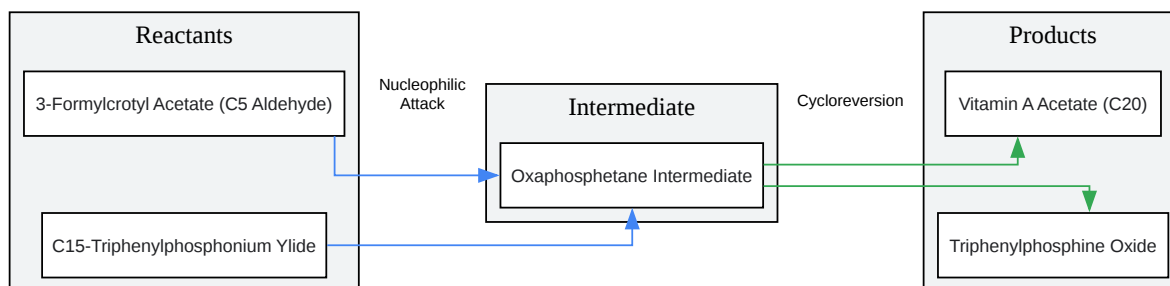 Reactants
3-Formylcrotyl Acetate (C5 Aldehyde)
C15-Triphenylphosphonium Ylide
Nucleophilic
Attack
Intermediate
Oxaphosphetane Intermediate
Cycloreversion
Products
Vitamin A Acetate (C20)
Triphenylphosphine Oxide